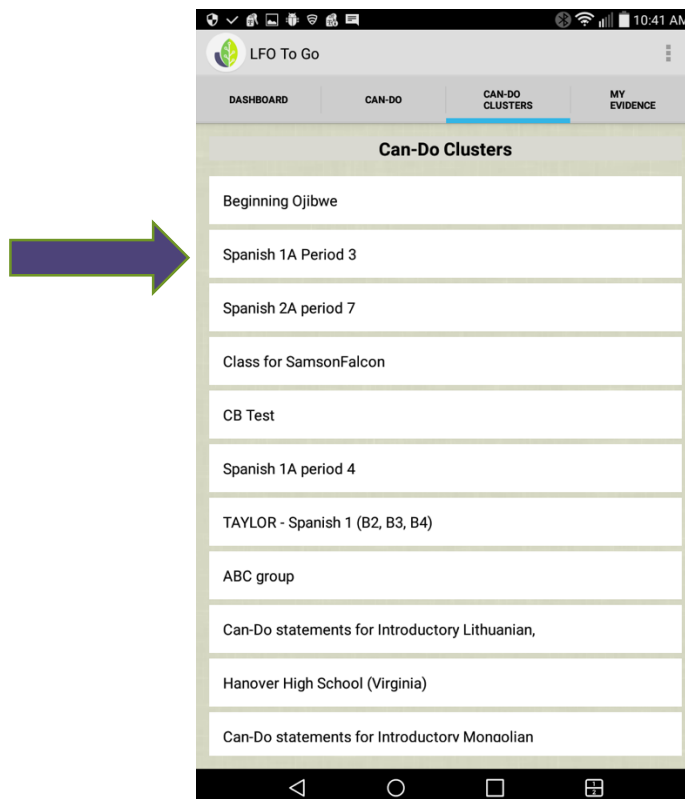 10:41 AM
LFO To Go
DASHBOARD
CAN-DO
CAN-DO
CLUSTERS
MY
EVIDENCE
Can-Do Clusters
Beginning Ojibwe
Spanish 1A Period 3
Spanish 2A period 7
Class for SamsonFalcon
CB Test
Spanish 1A period 4
TAYLOR - Spanish 1 (B2, B3, B4)
ABC group
Can-Do statements for Introductory Lithuanian,
Hanover High School (Virginia)
Can-Do statements for Introductory Mongolian